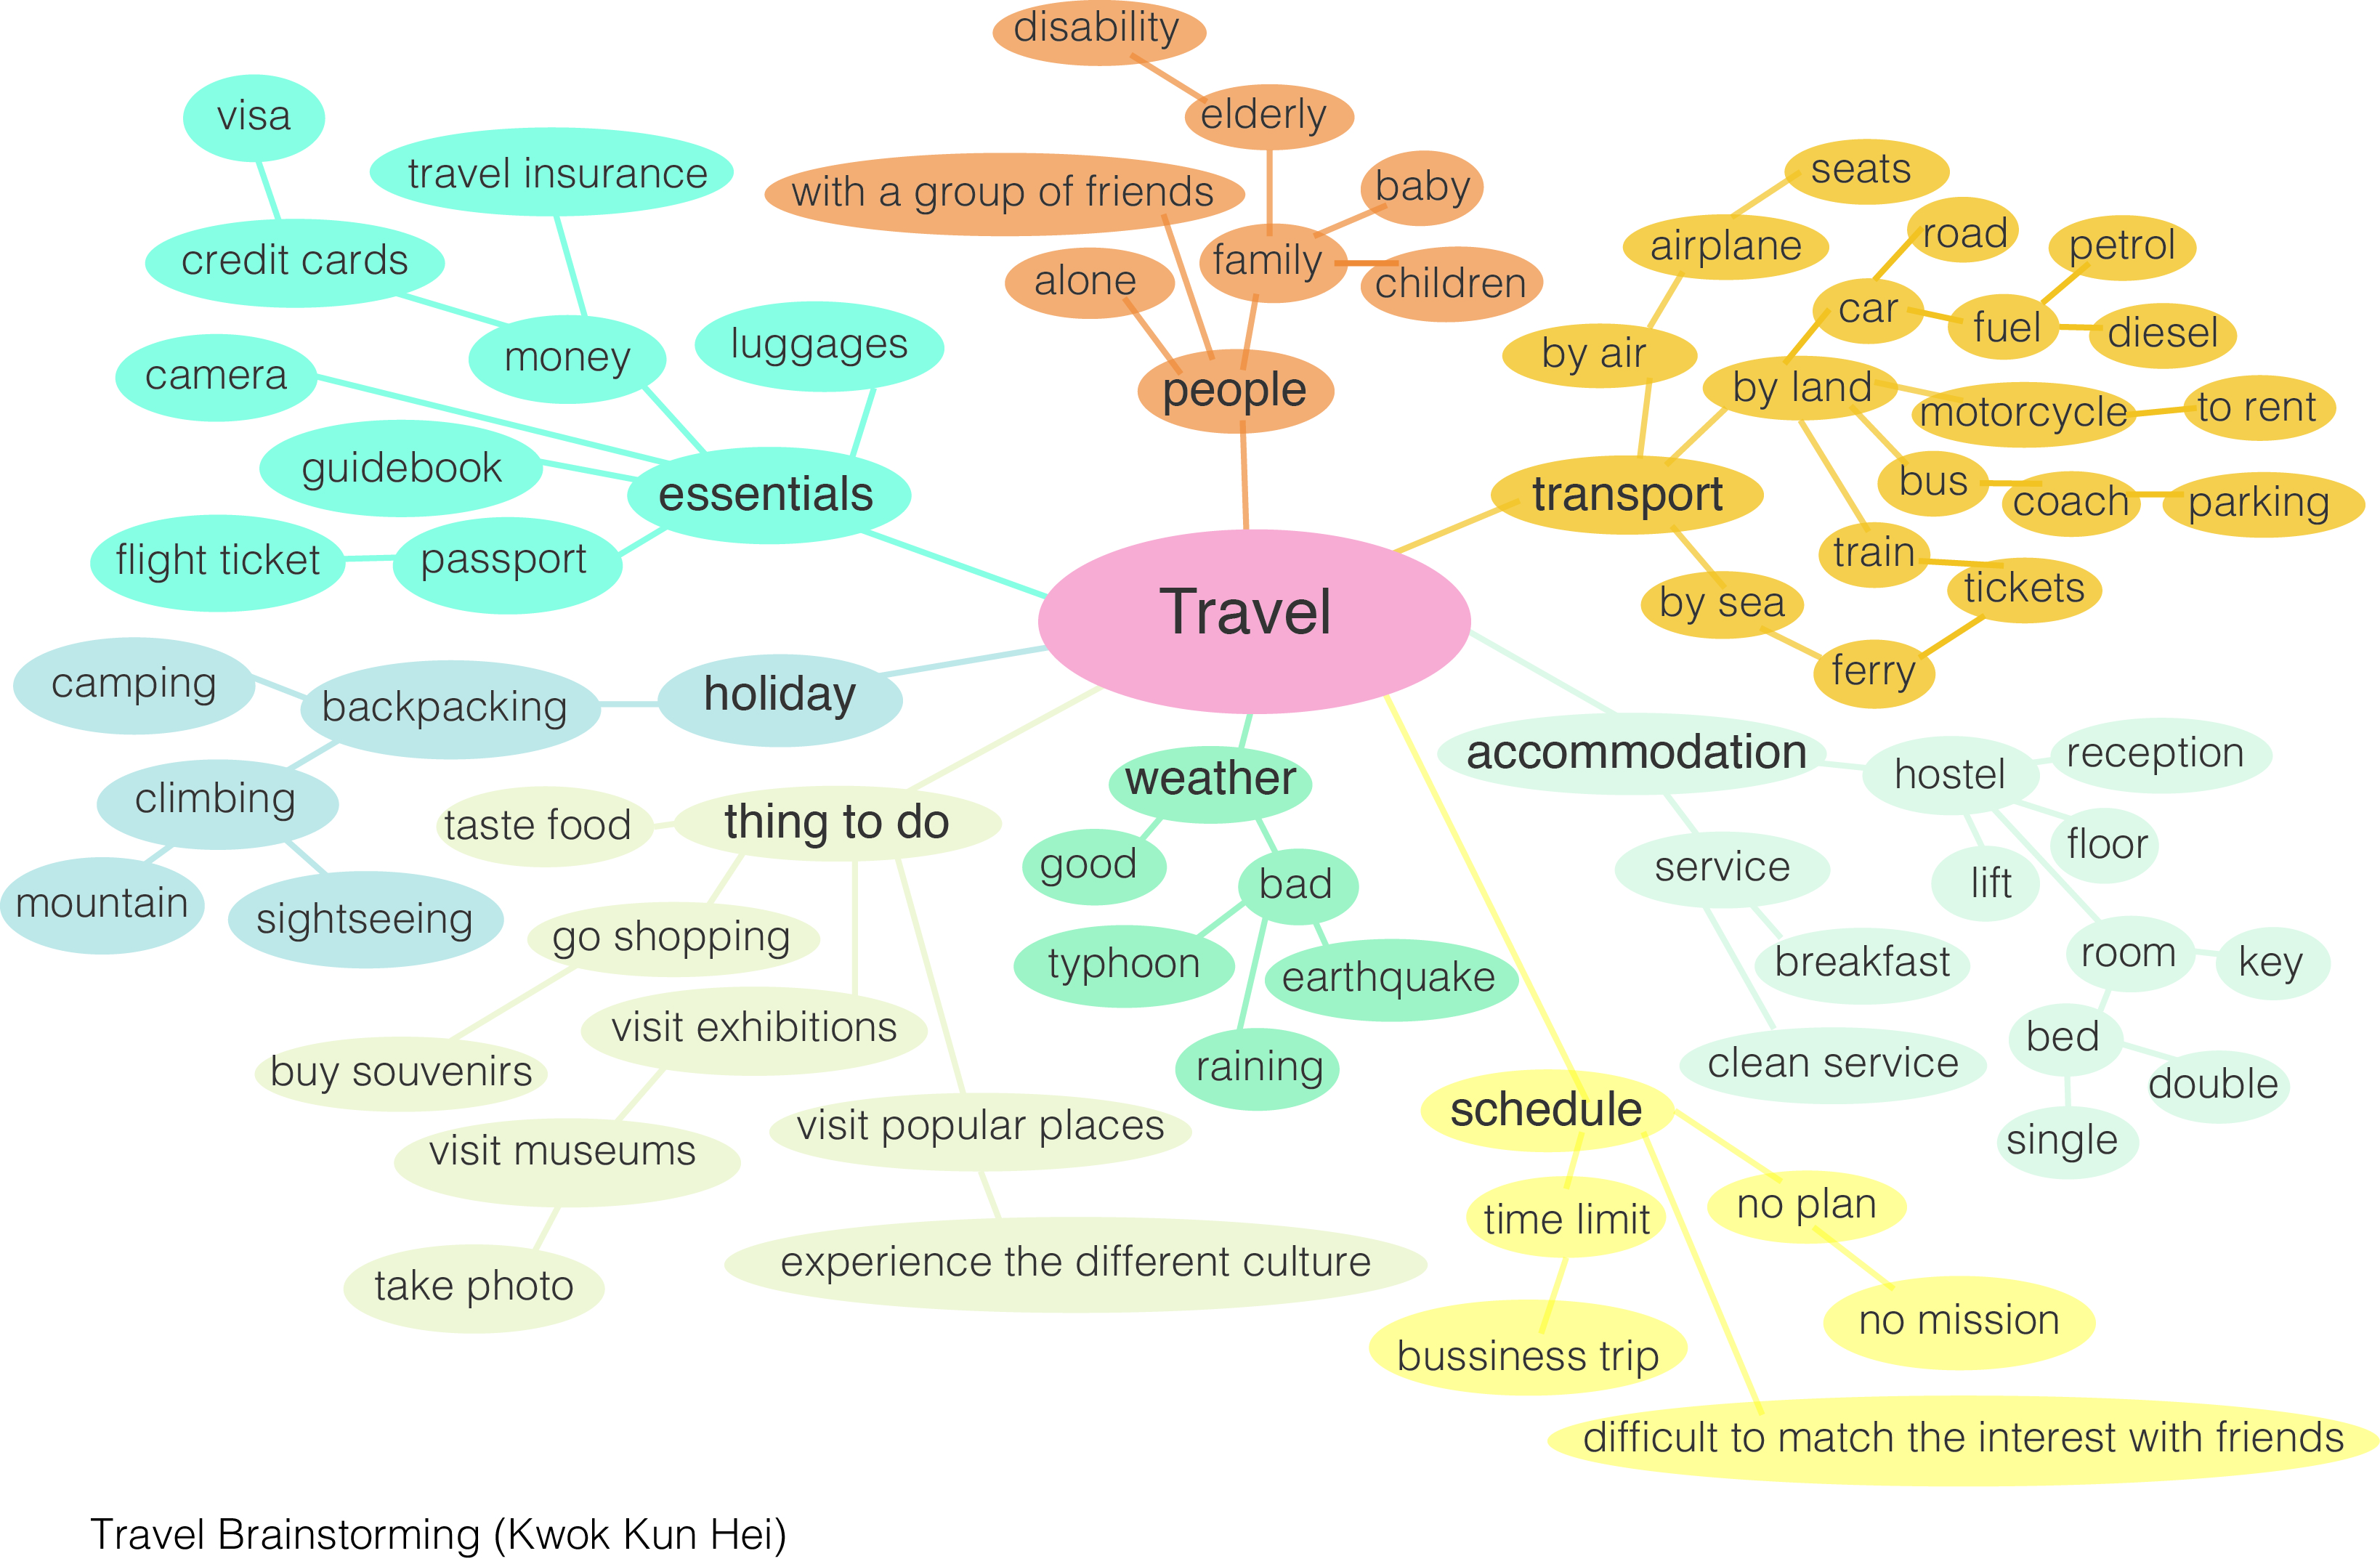 disability
elderly
with a group of friends
baby
family
children
alone
people
visa
travel insurance
credit cards
money
luggages
camera
guidebook
essentials
flight ticket
passport
seats
airplane
road
petrol
car
fuel
diesel
by air
by land
motorcycle
to rent
transport
bus
coach
parking
train
tickets
by sea
ferry
Travel
camping
backpacking
holiday
climbing
mountain
sightseeing
taste food
thing to do
go shopping
visit exhibitions
buy souvenirs
visit museums
visit popular places
take photo
experience the different culture
weather
good
bad
typhoon
earthquake
raining
accommodation
hostel
reception
floor
lift
service
breakfast
clean service
room
key
bed
double
single
schedule
time limit
no plan
bussiness trip
no mission
difficult to match the interest with friends
Travel Brainstorming (Kwok Kun Hei)